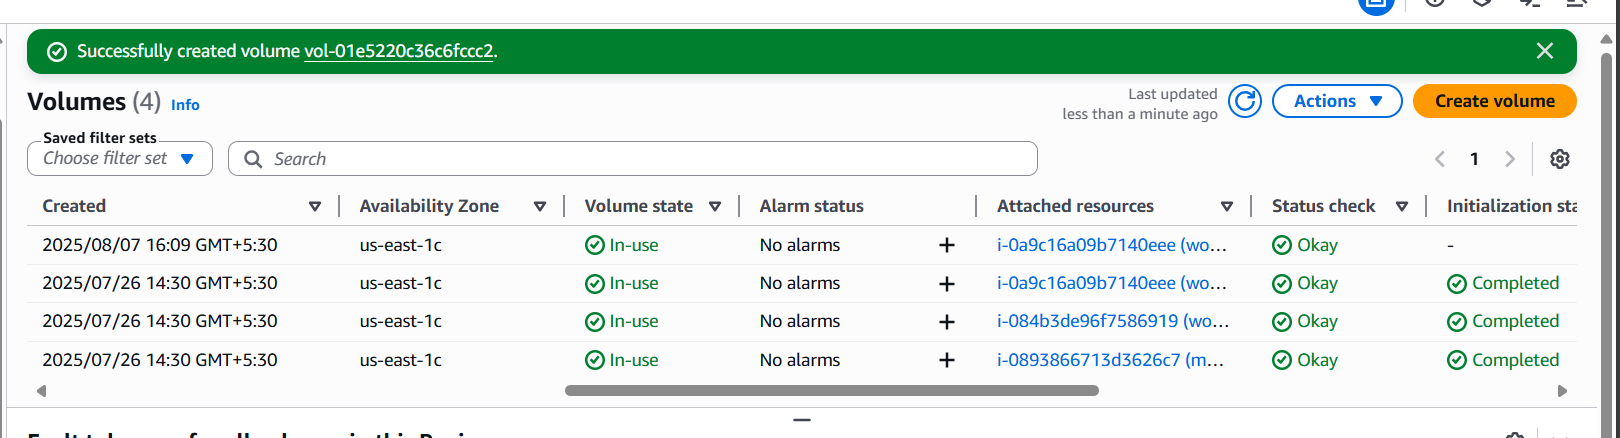 Successfully created volume vol-01e5220c36c6fccc2.
Volumes (4) Info
Last updated
less than a minute ago
Actions
Create volume
Saved filter sets
Choose filter set
Search
1
Created Availability Zone Volume state Alarm status Attached resources Status check Initialization sta
2025/08/07 16:09 GMT+5:30 us-east-1c In-use No alarms + i-0a9c16a09b7140eee (wo... Okay -
2025/07/26 14:30 GMT+5:30 us-east-1c In-use No alarms + i-0a9c16a09b7140eee (wo... Okay Completed
2025/07/26 14:30 GMT+5:30 us-east-1c In-use No alarms + i-084b3de96f7586919 (wo... Okay Completed
2025/07/26 14:30 GMT+5:30 us-east-1c In-use No alarms + i-0893866713d3626c7 (m... Okay Completed